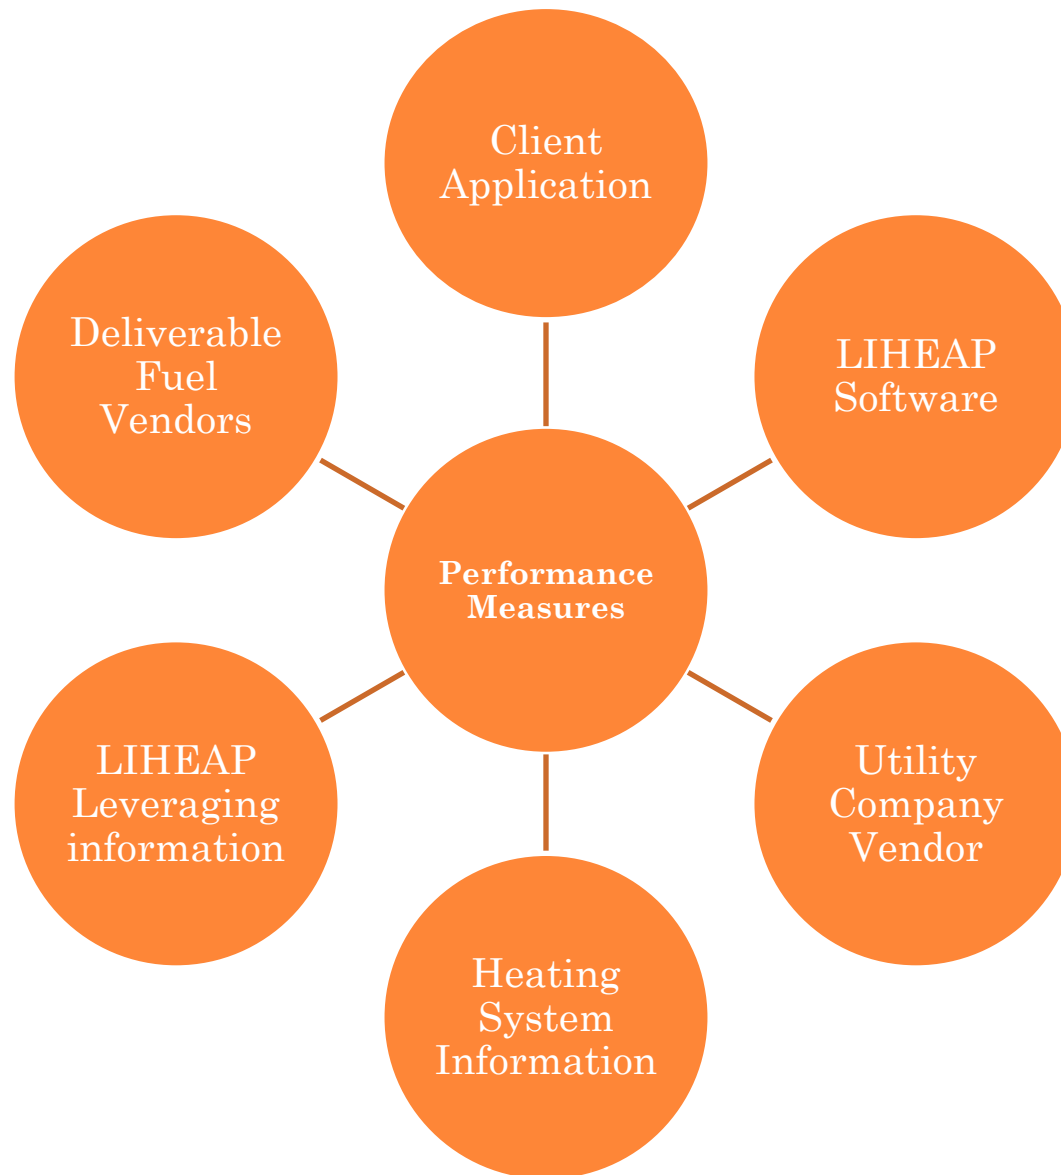 Client
Application
Deliverable
Fuel
Vendors
LIHEAP
Software
Performance
Measures
LIHEAP
Leveraging
information
Utility
Company
Vendor
Heating
System
Information